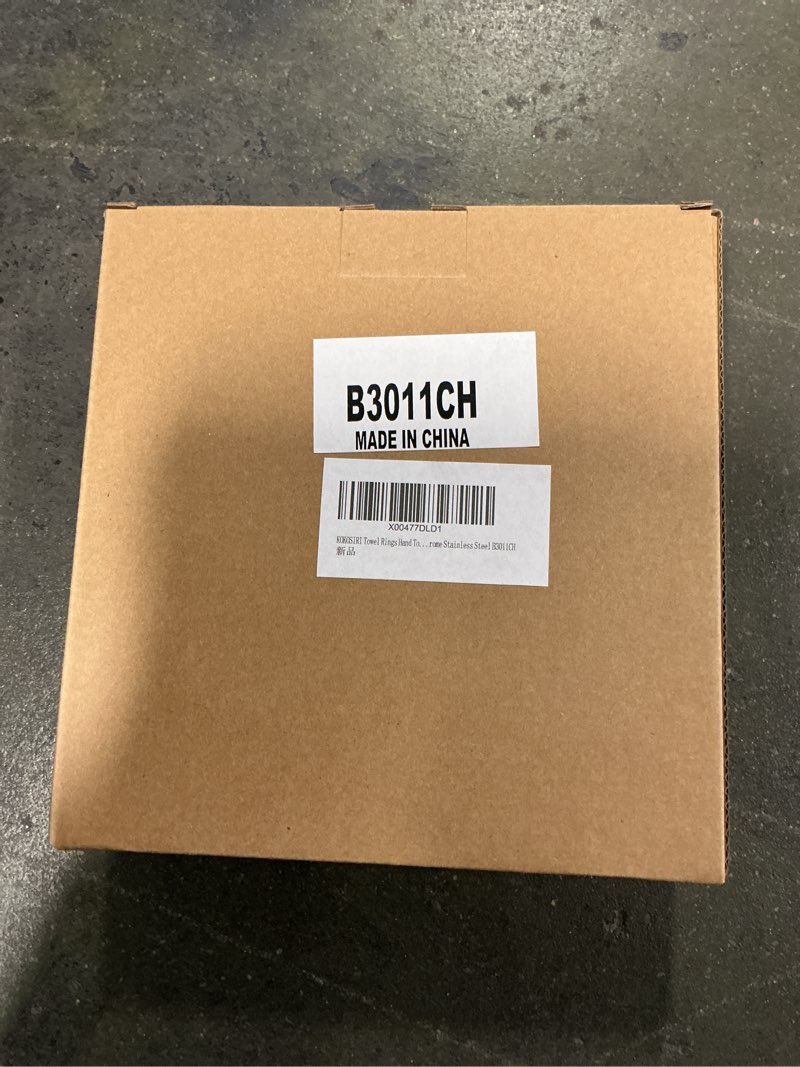 B3011CH
MADE IN CHINA
X00477DLD1
KOKOSIRI Towel Rings Hand To...rome Stainless Steel B3011CH
新品